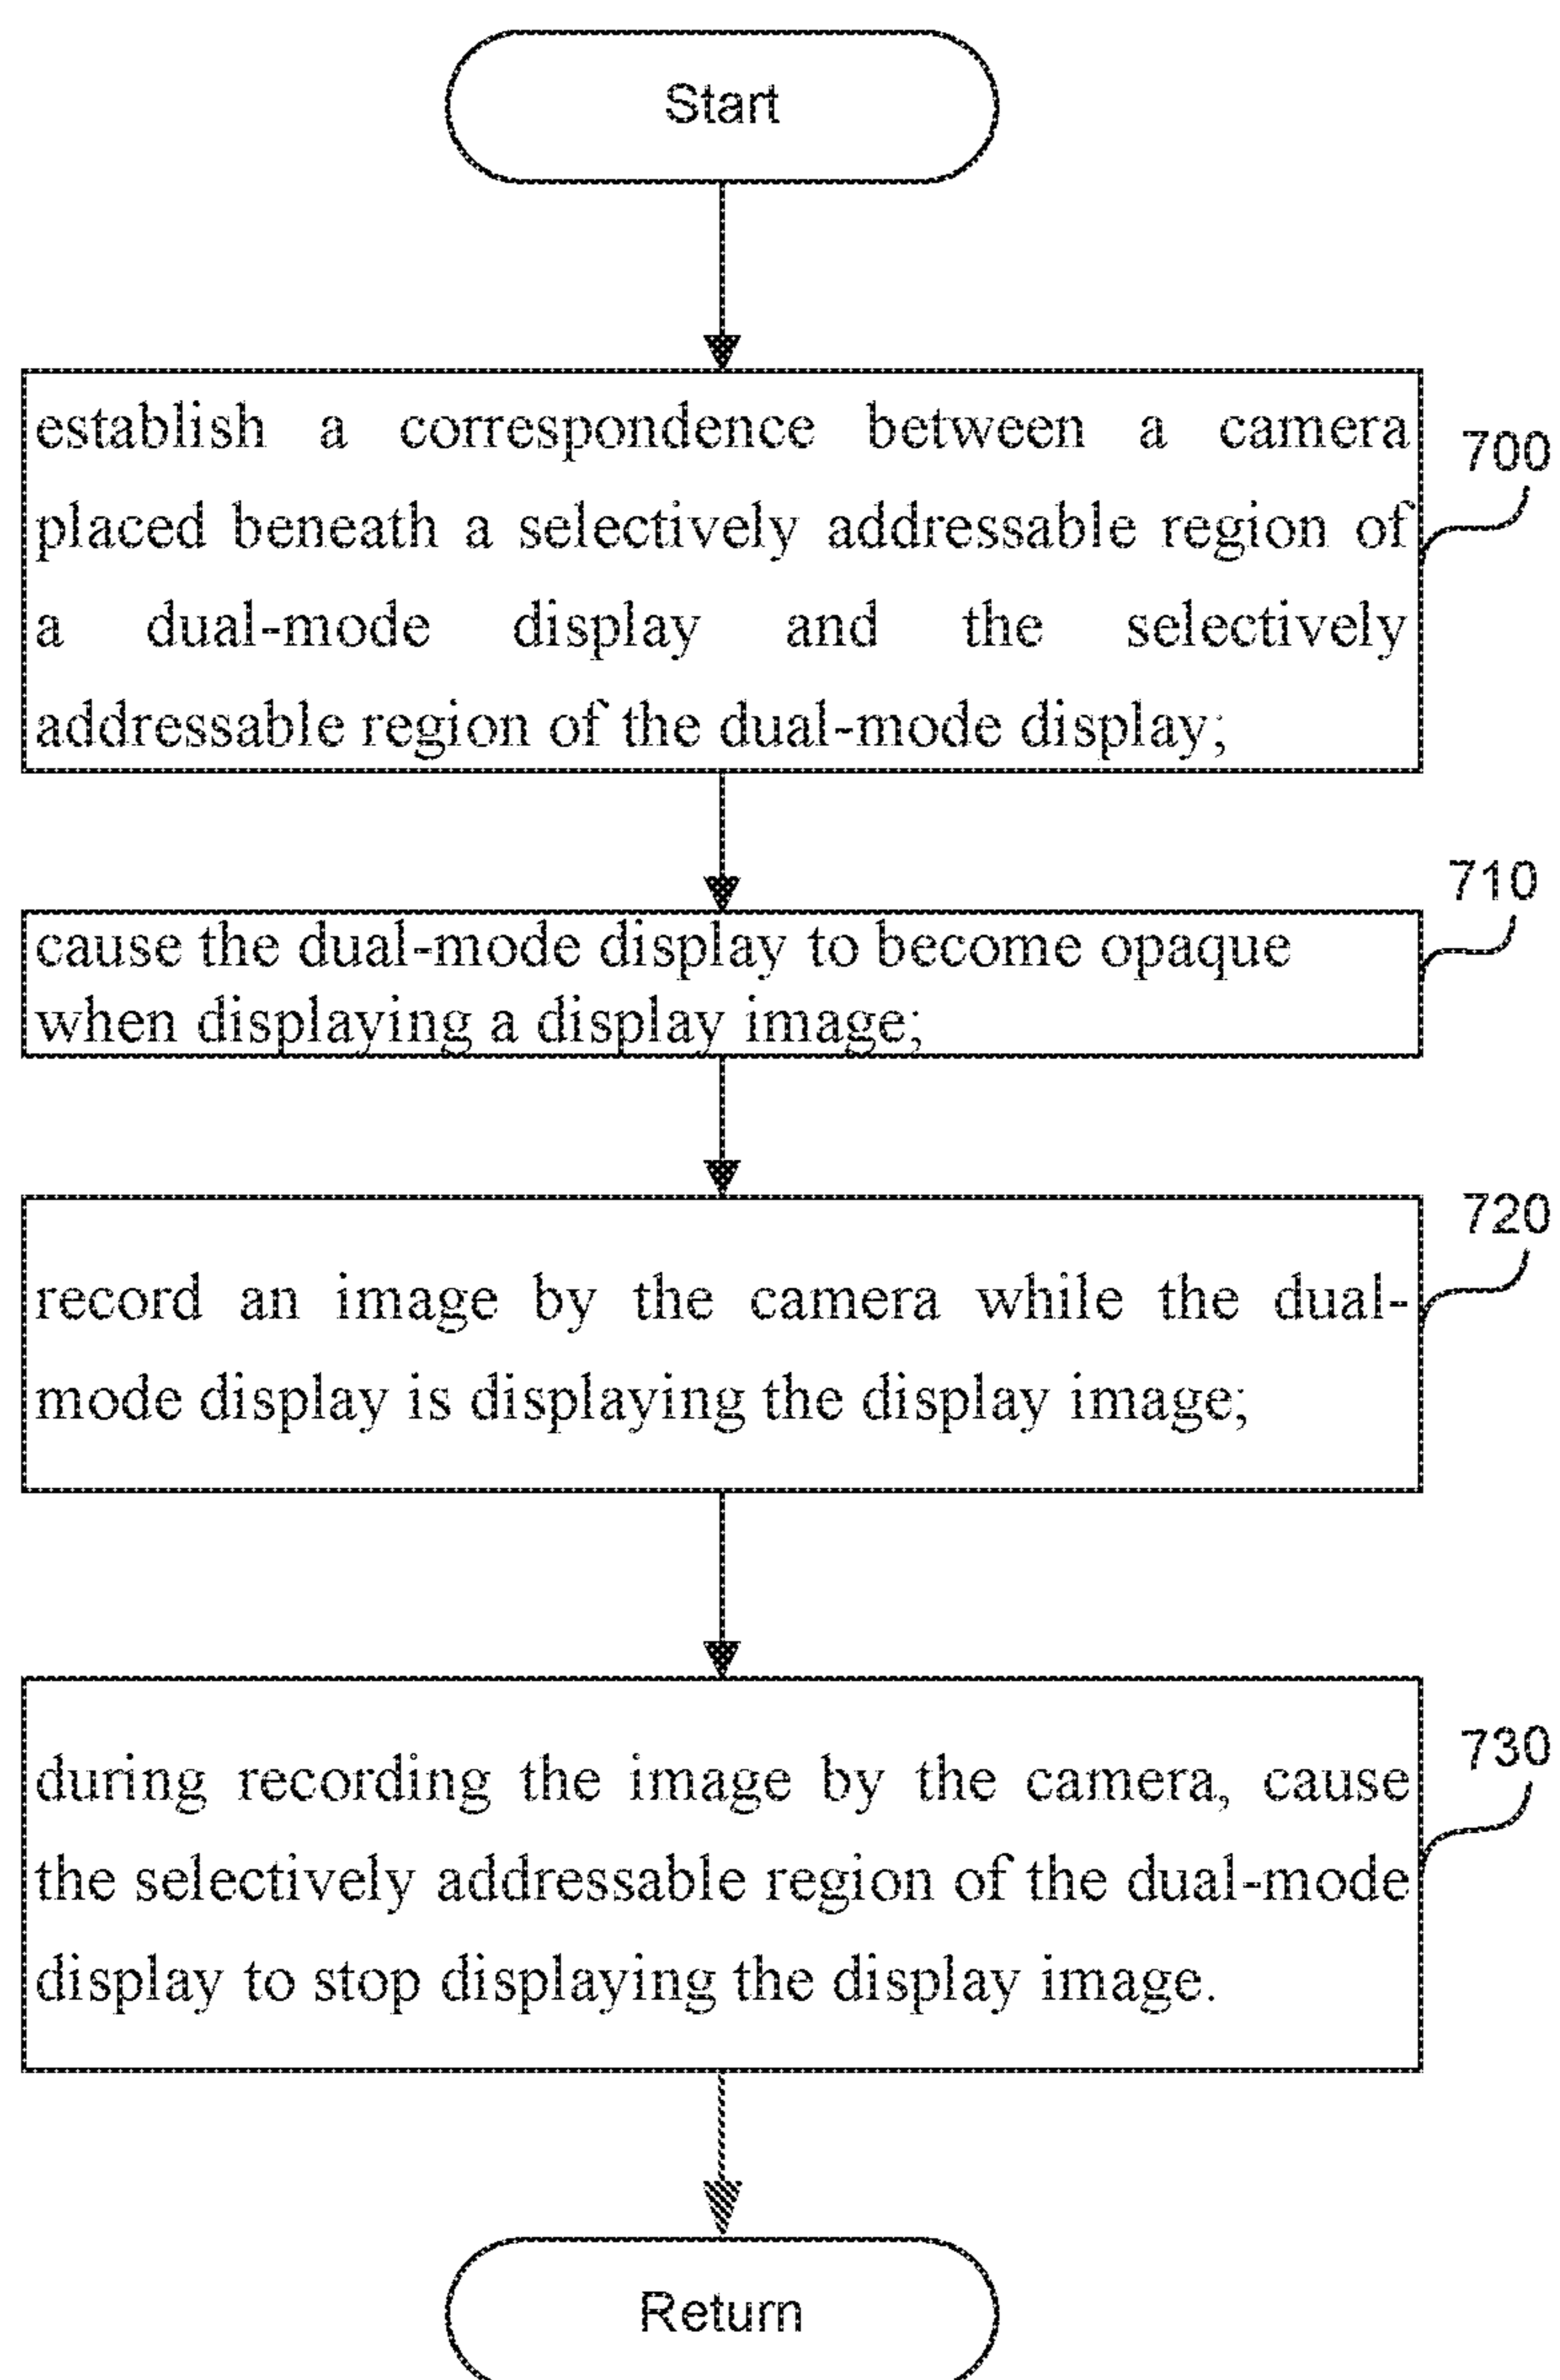 Start
establish a correspondence between a camera
700
placed beneath a selectively addressable region of
a dual-mode display and the selectively
addressable region of the dual-mode display;
710
cause the dual-mode display to become opaque
when displaying a display image;
720
record an image by the camera while the dual-
mode display is displaying the display image;
730
during recording the image by the camera, cause
the selectively addressable region of the dual-mode
display to stop displaying the display image.
Return